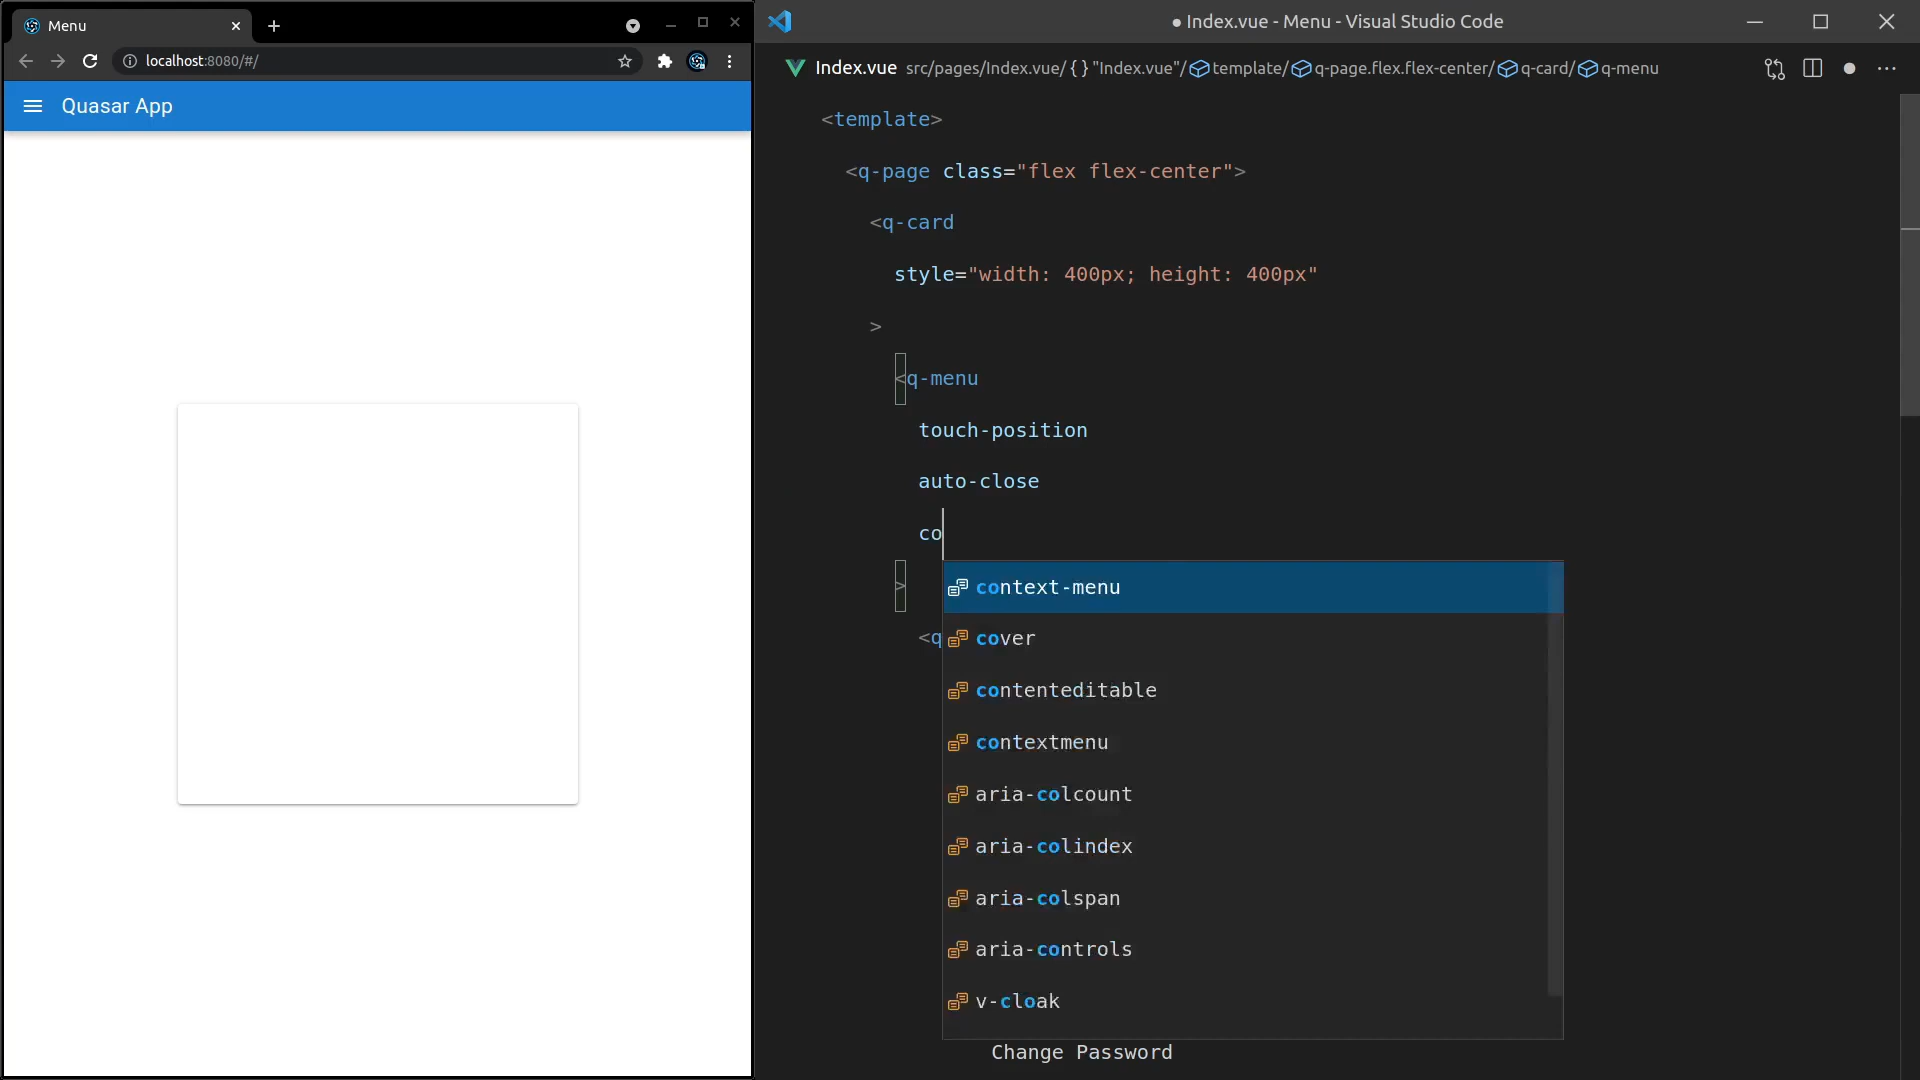 Menu
localhost:8080/#/
Quasar App
● Index.vue - Menu - Visual Studio Code
Index.vue src/pages/Index.vue/ {} "Index.vue"/ template/ q-page.flex.flex-center/ q-card/ q-menu
<template>
<q-page class="flex flex-center">
<q-card
style="width: 400px; height: 400px"
>
<q-menu
touch-position
auto-close
co
>
<q
context-menu
cover
contenteditable
contextmenu
aria-colcount
aria-colindex
aria-colspan
aria-controls
v-cloak
Change Password